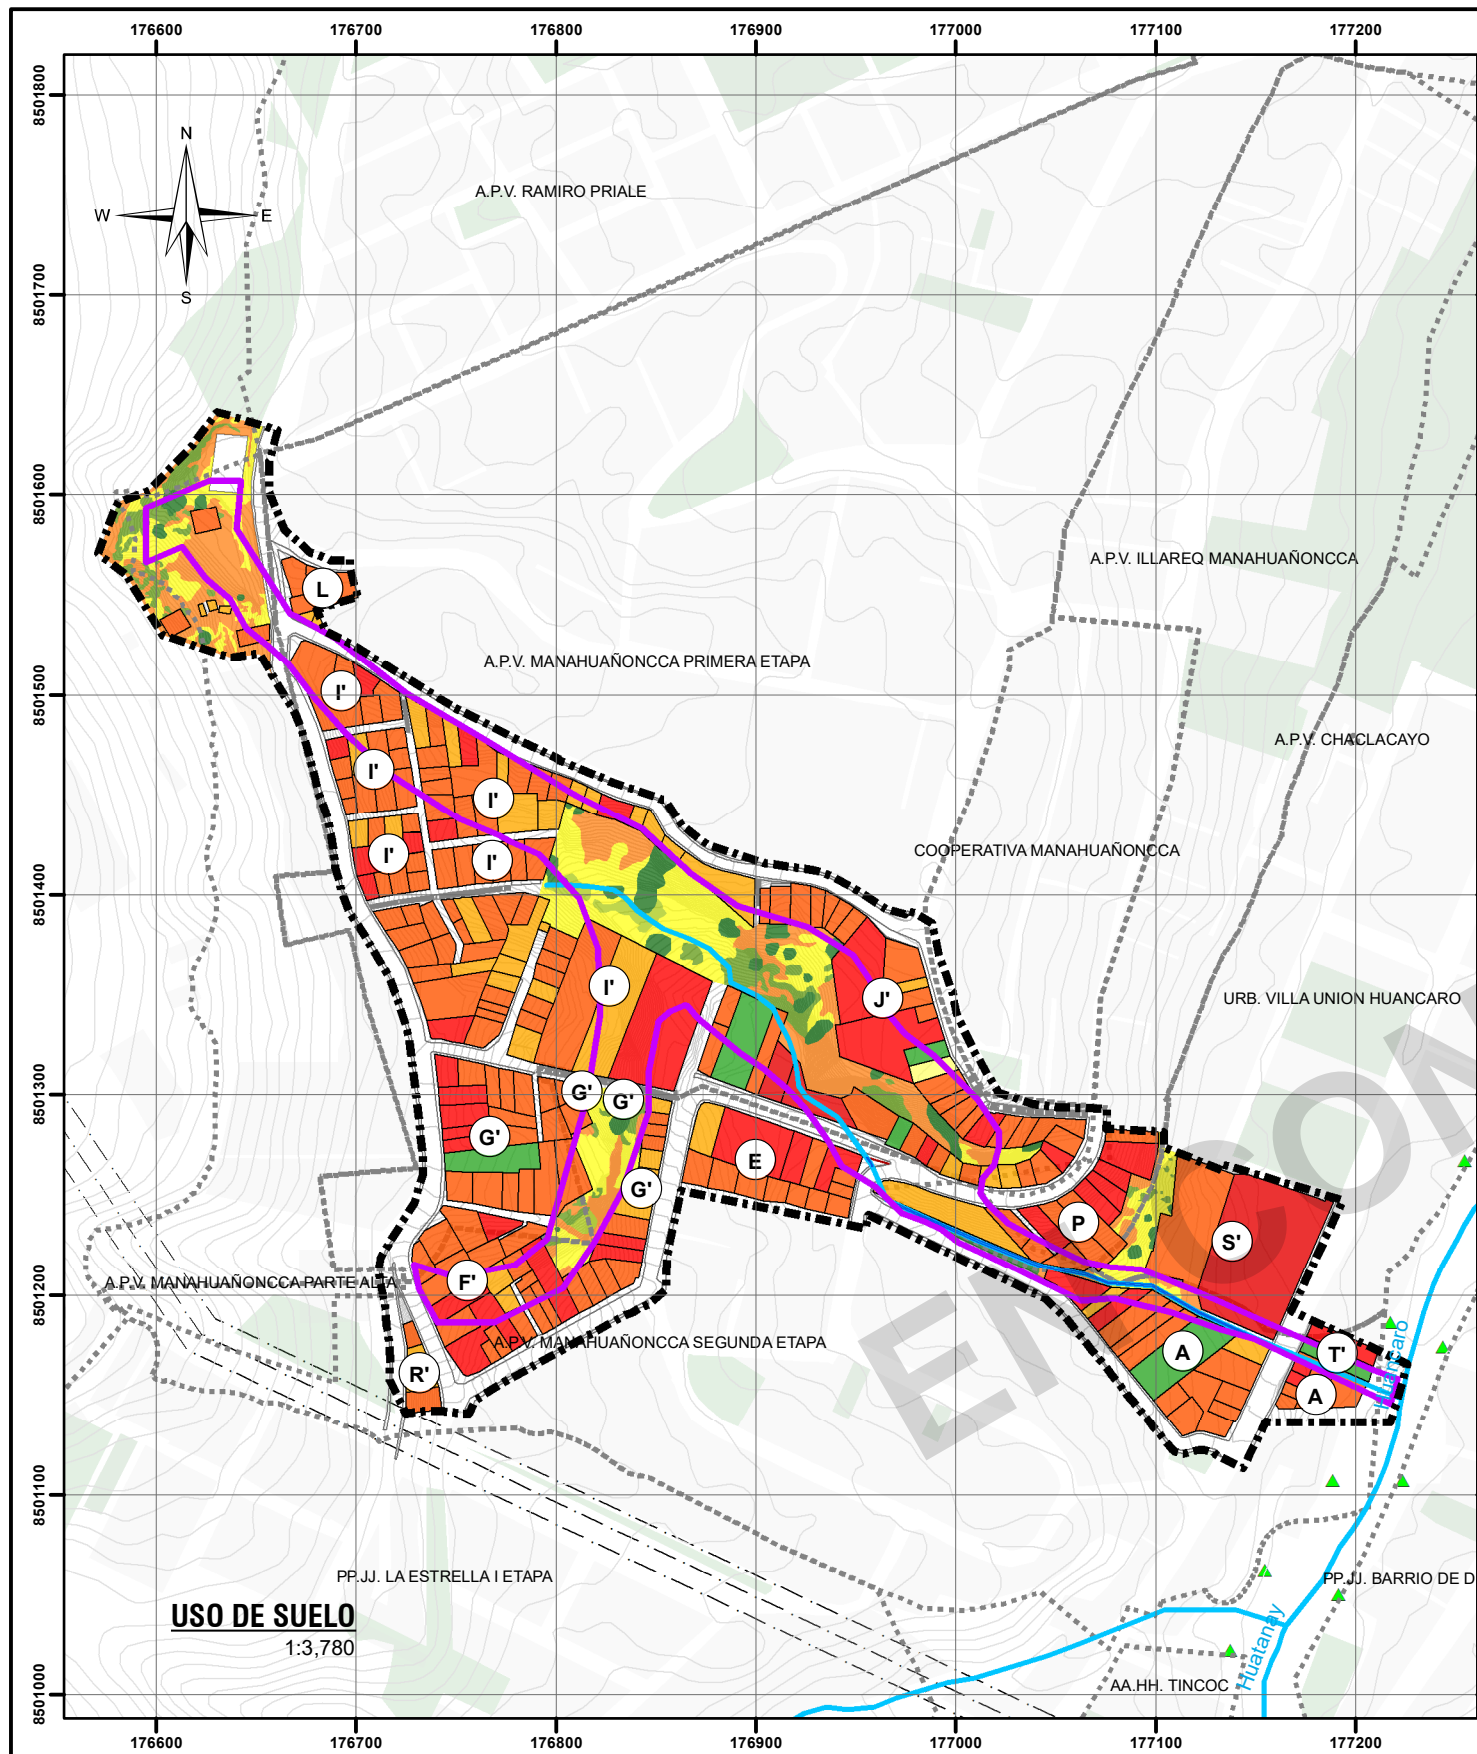 176600 176700 176800 176900 177000 177100 177200
8501800
N
W E
S
A.P.V. RAMIRO PRIALE
8501700
8501600
A.P.V. ILLAREQ MANAHUAÑONCCA
L
A.P.V. MANAHUAÑONCCA PRIMERA ETAPA
I'
8501500
A.P.V. CHACLACAYO
I'
I'
COOPERATIVA MANAHUAÑONCCA
I'
I'
8501400
I'
J'
URB. VILLA UNION HUANCARO
8501300
G'
G'
G'
E
G'
P
S'
F'
A.P.V. MANAHUAÑONCCA PARTE ALTA
8501200
A.P.V. MANAHUAÑONCCA SEGUNDA ETAPA
A
T'
R'
A
Huancaro
EN CON
8501100
PP.JJ. LA ESTRELLA I ETAPA
PP.JJ. BARRIO DE D
USO DE SUELO
1:3,780
Huatanay
AA.HH. TINCOC
8501000
176600 176700 176800 176900 177000 177100 177200